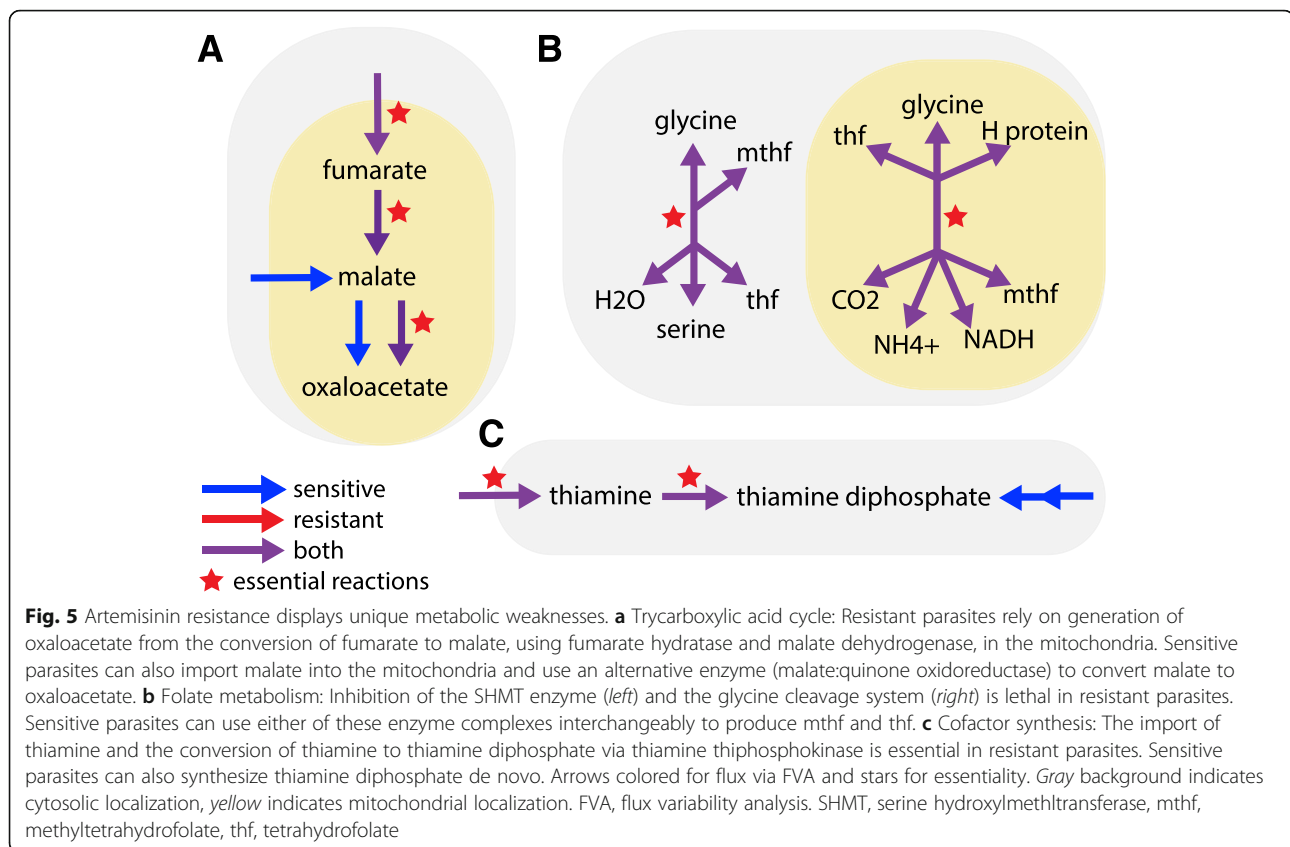 A
fumarate
malate
oxaloacetate
B
glycine
mthf
H2O
thf
serine
glycine
thf
H protein
CO2
mthf
NH4+
NADH
C
thiamine
thiamine diphosphate
sensitive
resistant
both
essential reactions
Fig. 5 Artemisinin resistance displays unique metabolic weaknesses. a Trycarboxylic acid cycle: Resistant parasites rely on generation of
oxaloacetate from the conversion of fumarate to malate, using fumarate hydratase and malate dehydrogenase, in the mitochondria. Sensitive
parasites can also import malate into the mitochondria and use an alternative enzyme (malate:quinone oxidoreductase) to convert malate to
oxaloacetate. b Folate metabolism: Inhibition of the SHMT enzyme (left) and the glycine cleavage system (right) is lethal in resistant parasites.
Sensitive parasites can use either of these enzyme complexes interchangeably to produce mthf and thf. c Cofactor synthesis: The import of
thiamine and the conversion of thiamine to thiamine diphosphate via thiamine thiphosphokinase is essential in resistant parasites. Sensitive
parasites can also synthesize thiamine diphosphate de novo. Arrows colored for flux via FVA and stars for essentiality. Gray background indicates
cytosolic localization, yellow indicates mitochondrial localization. FVA, flux variability analysis. SHMT, serine hydroxylmethltransferase, mthf,
methyltetrahydrofolate, thf, tetrahydrofolate